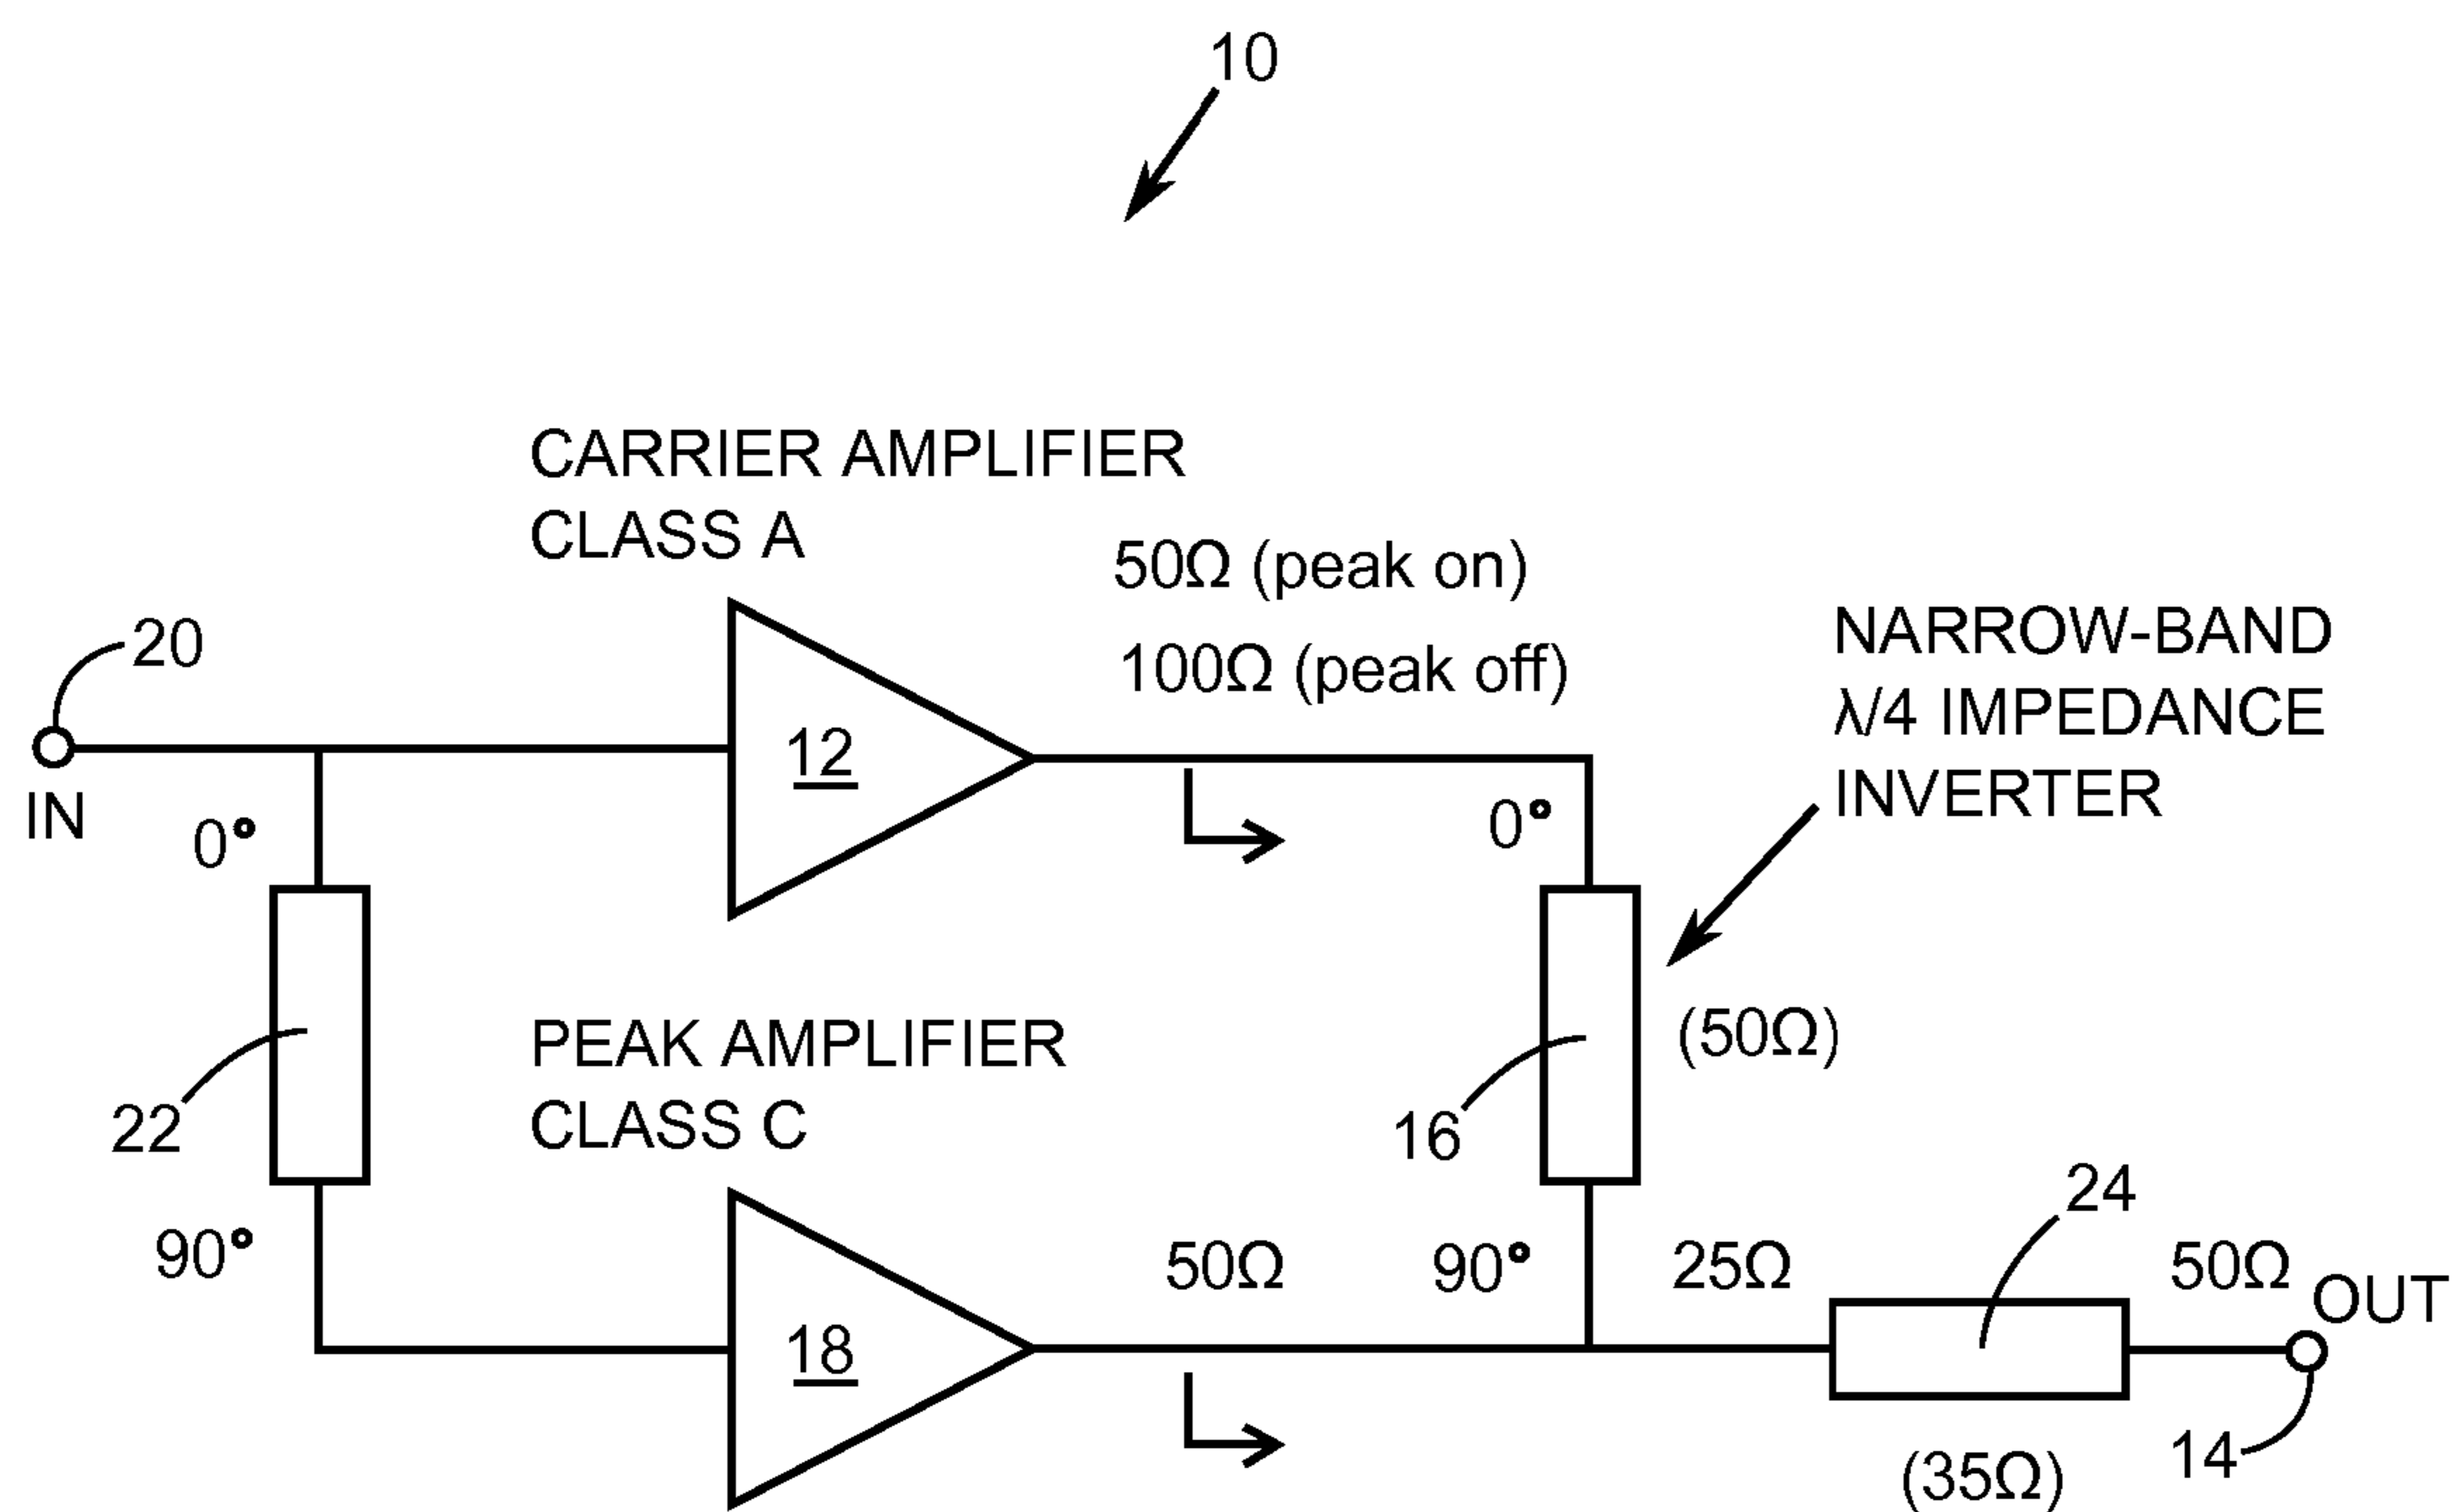 10
CARRIER AMPLIFIER
CLASS A
50Ω (peak on)
100Ω (peak off)
NARROW-BAND
λ/4 IMPEDANCE
INVERTER
20
IN
12
0°
0°
22
PEAK AMPLIFIER
CLASS C
(50Ω)
16
24
90°
50Ω
90°
25Ω
50Ω
OUT
18
14
(35Ω)